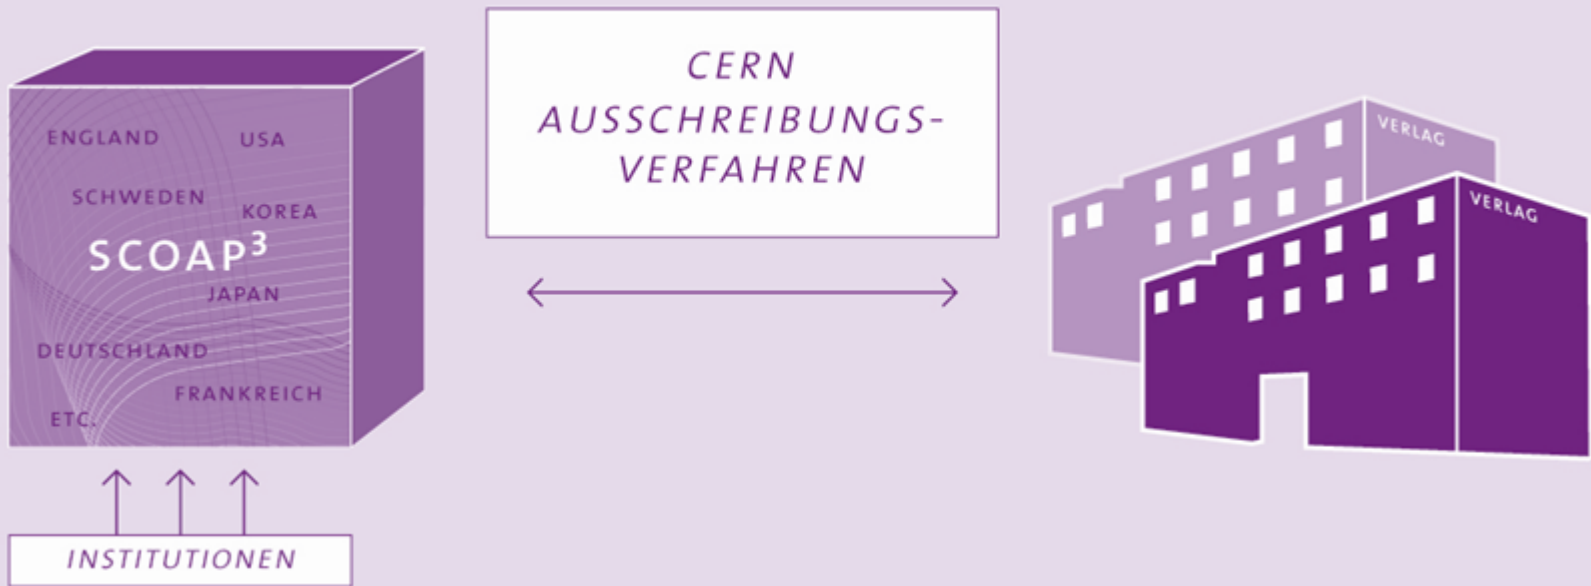 ENGLAND
USA
SCHWEDEN
KOREA
SCOAP³
JAPAN
DEUTSCHLAND
FRANKREICH
ETC.
INSTITUTIONEN
CERN
AUSSCHREIBUNGS-
VERFAHREN
VERLAG
VERLAG